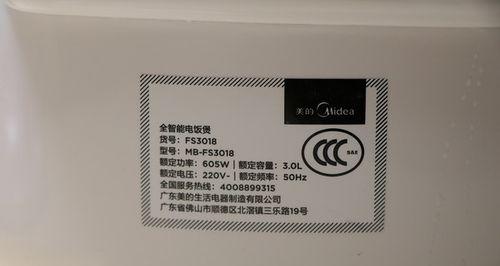 美的 Midea
全智能电饭煲
货号：FS3018
型号：MB-FS3018
额定功率：605W 额定容量：3.0L
额定电压：220V~ 额定频率：50Hz
全国服务热线：4008899315
广东美的生活电器制造有限公司
广东省佛山市顺德区北滘镇三乐路19号
CCC S&E